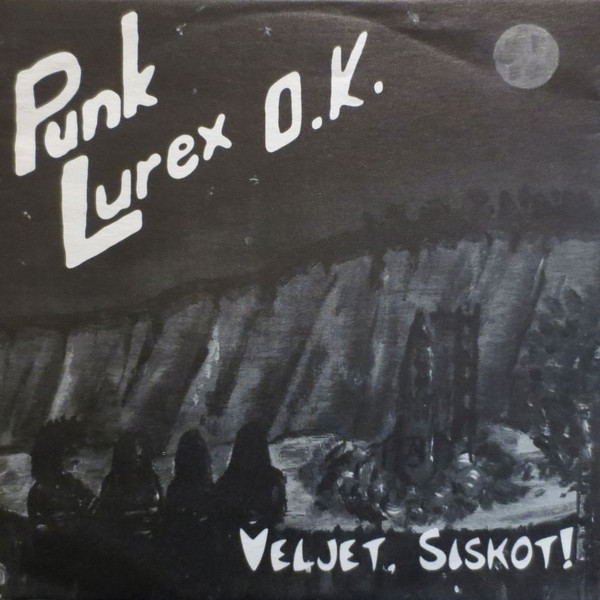 Punk
Lurex O.K.
VELJET, SISKOT!